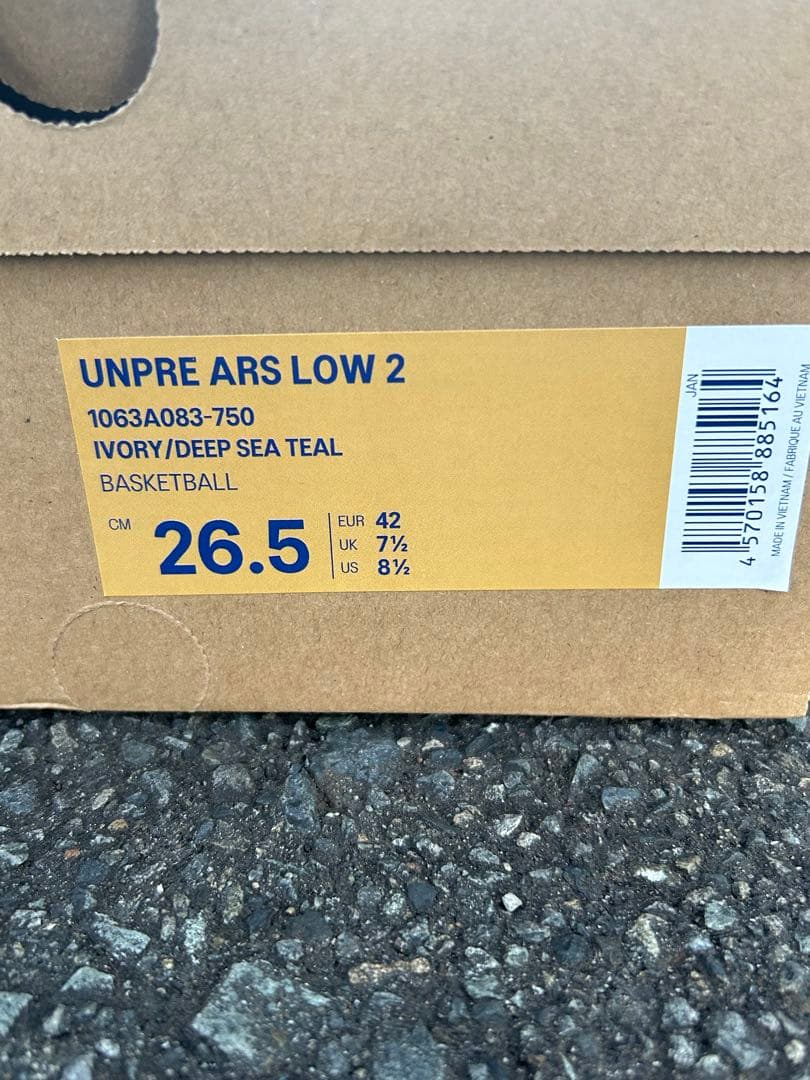 UNPRE ARS LOW 2
1063A083-750
IVORY/DEEP SEA TEAL
BASKETBALL
CM 26.5
EUR 42
UK 7½
US 8½
JAN
4 570158 885164
MADE IN VIETNAM / FABRIQUE AU VIETNAM